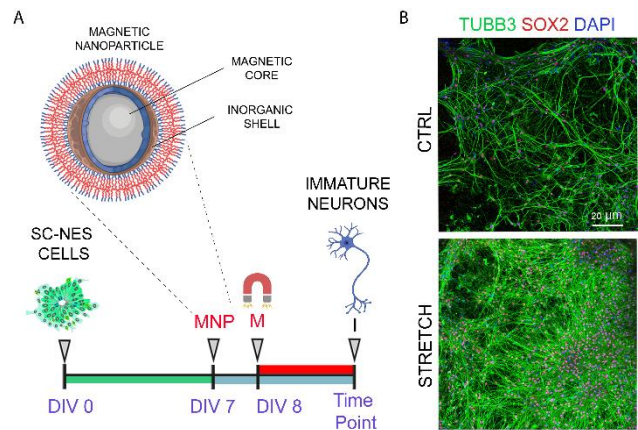 A
MAGNETIC
NANOPARTICLE
MAGNETIC
CORE
INORGANIC
SHELL
IMMATURE
NEURONS
SC-NES
CELLS
MNP
M
DIV 0
DIV 7
DIV 8
Time
Point
B
TUBB3 SOX2 DAPI
CTRL
20 µm
STRETCH